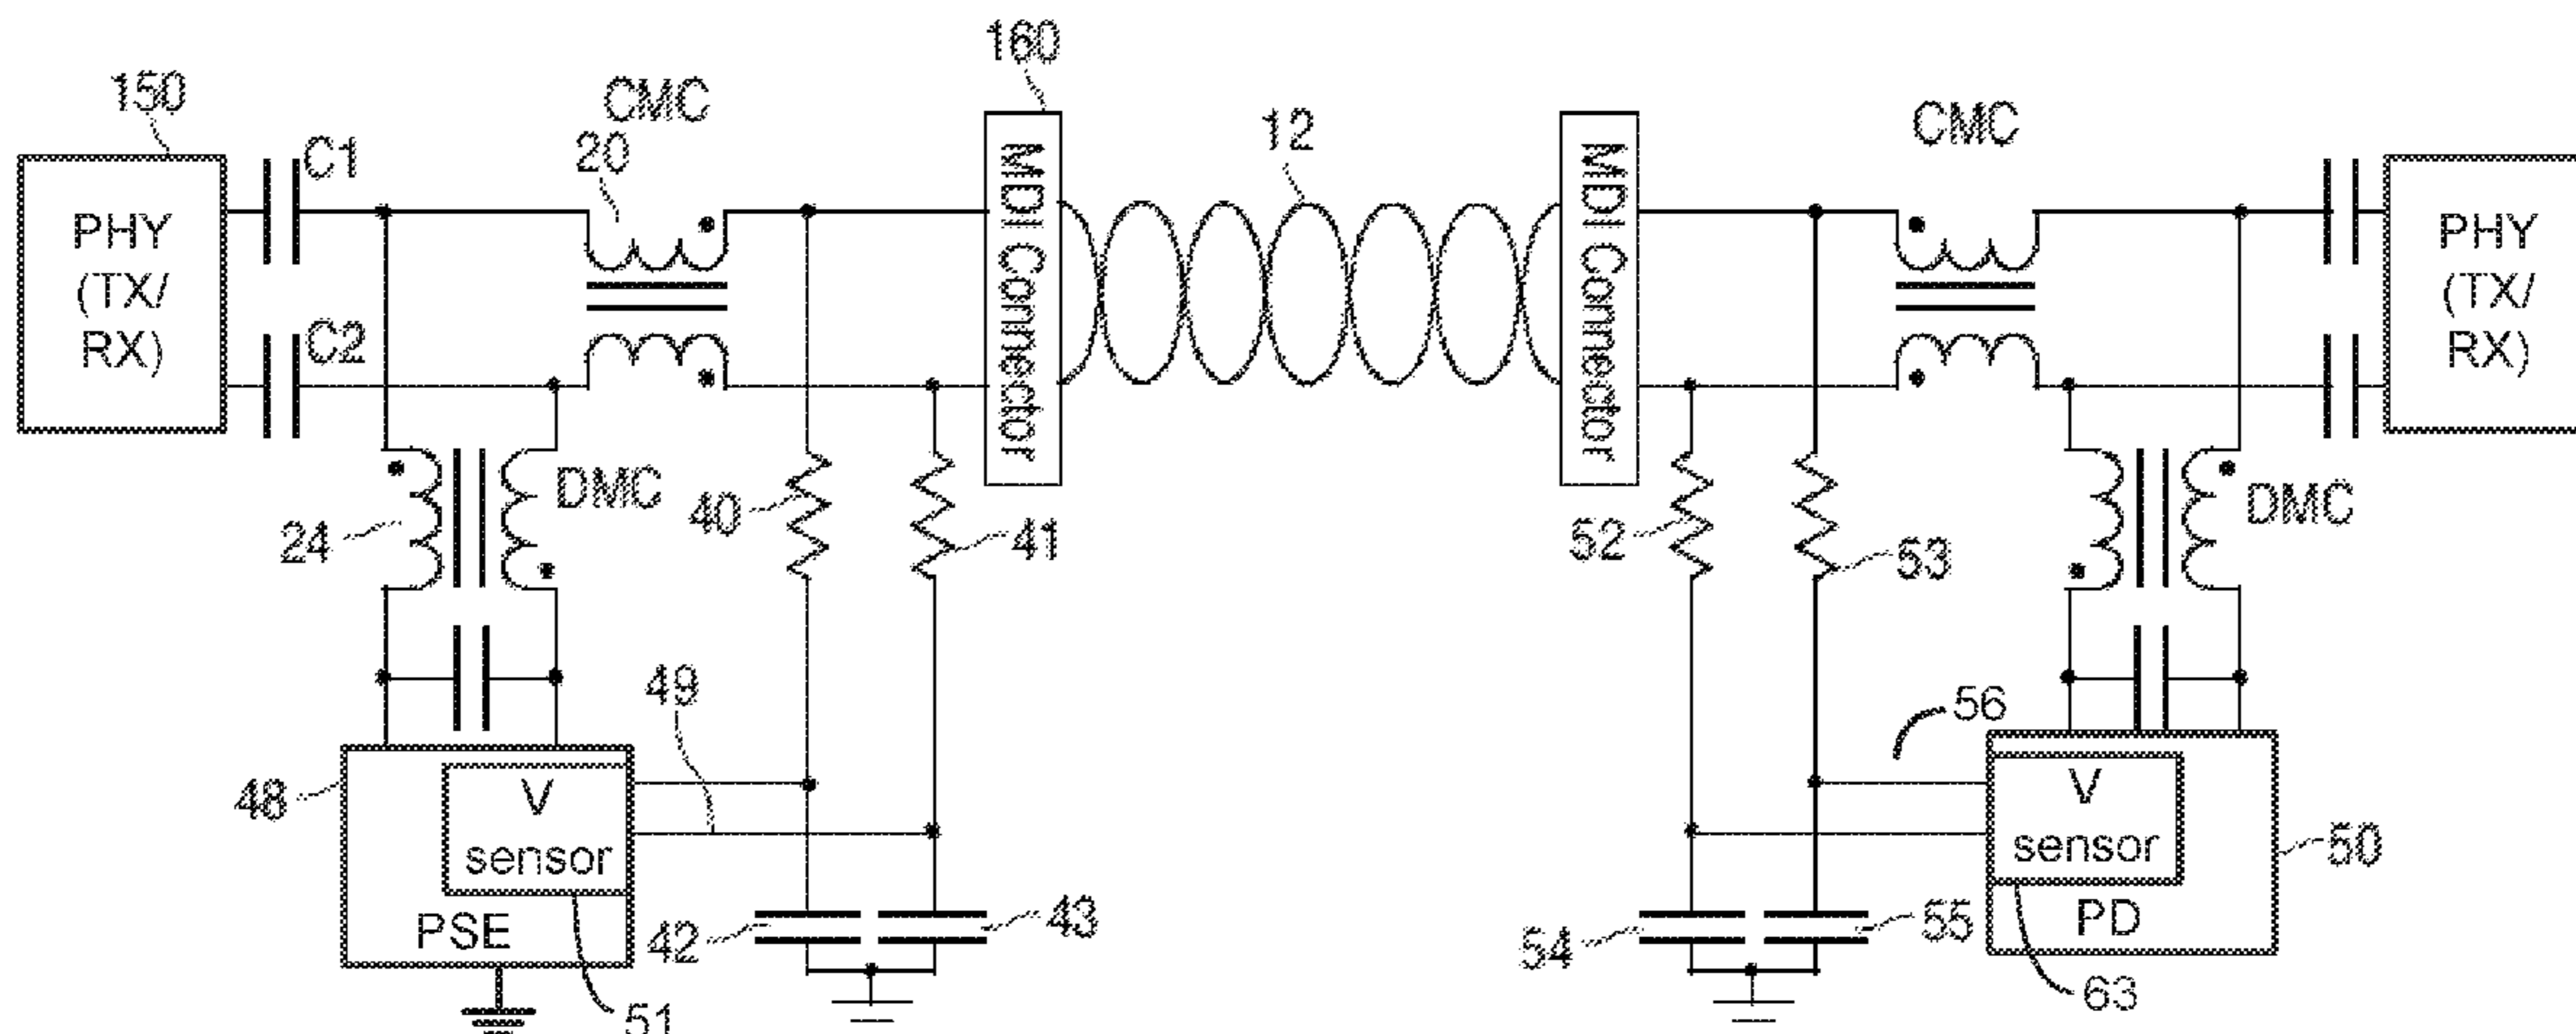 160
150
CMC
CMC
C1
20
12
PHY
(TX/
RX)
C2
MDI Connector
MDI Connector
PHY
(TX/
RX)
24
DMC
40
41
52
53
DMC
49
56
48
V
sensor
PSE
V
sensor
PD
50
42
43
54
55
51
63